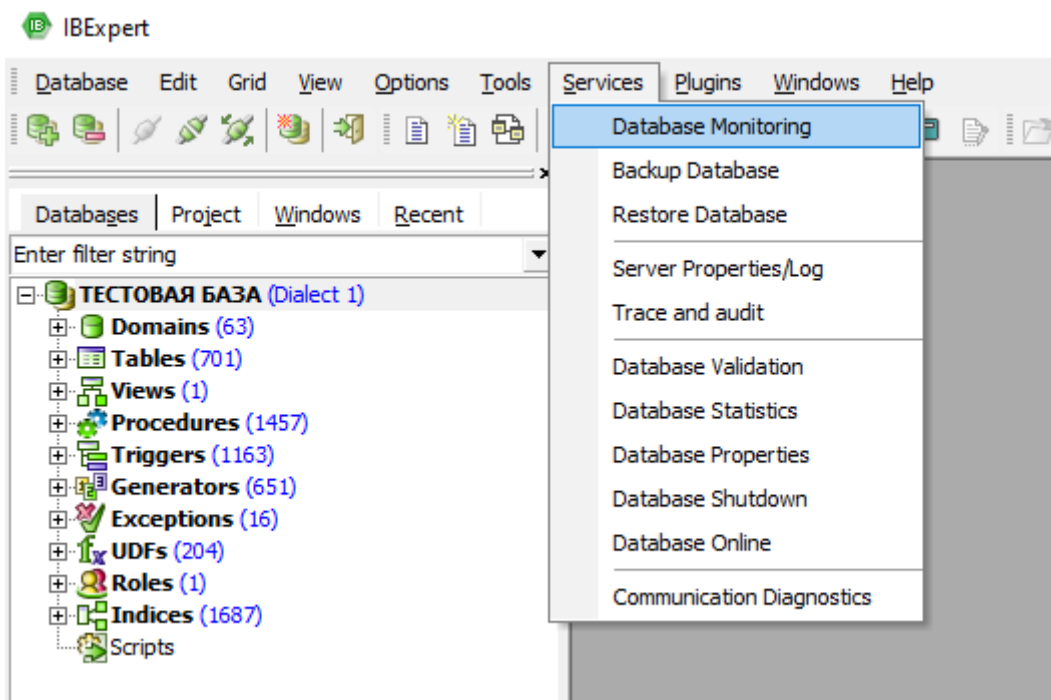 IBExpert
Database Edit Grid View Options Tools Services Plugins Windows Help
Database Monitoring
Backup Database
Restore Database
Server Properties/Log
Trace and audit
Database Validation
Database Statistics
Database Properties
Database Shutdown
Database Online
Communication Diagnostics
Databases Project Windows Recent
Enter filter string
ТЕСТОВАЯ БАЗА (Dialect 1)
Domains (63)
Tables (701)
Views (1)
Procedures (1457)
Triggers (1163)
Generators (651)
Exceptions (16)
UDFs (204)
Roles (1)
Indices (1687)
Scripts